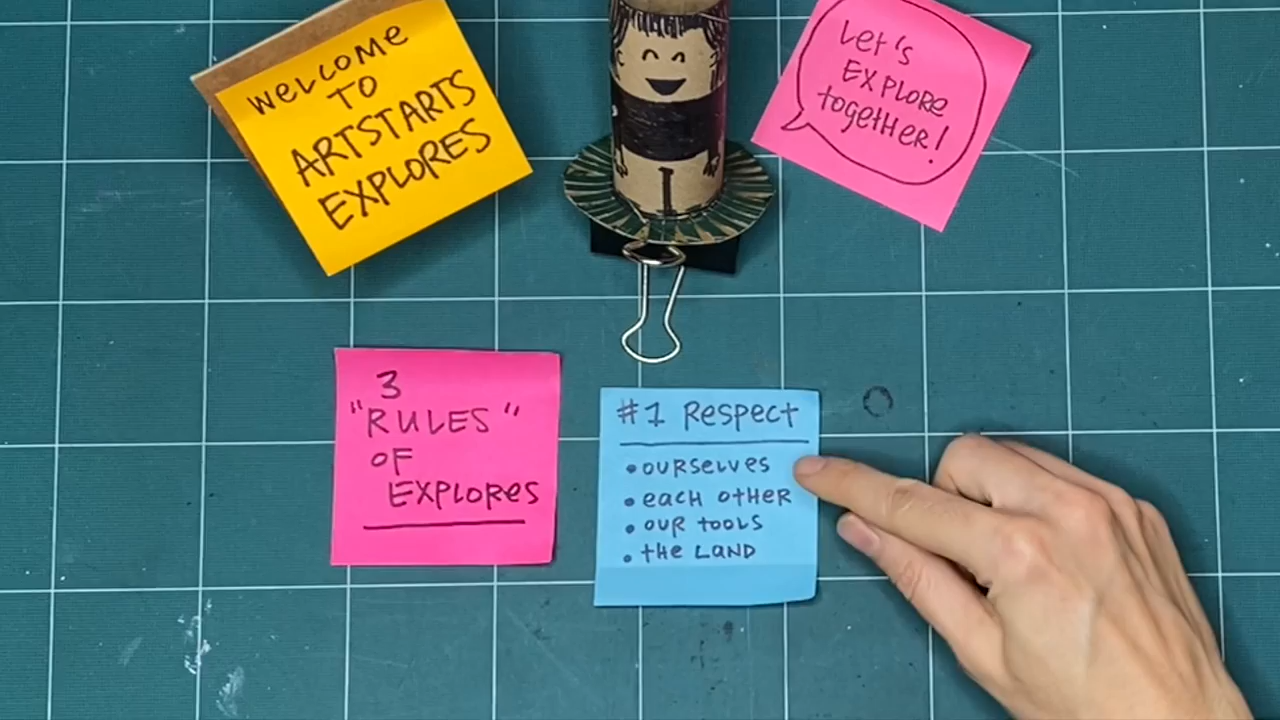 WELCOME
TO
ARTSTARTS
EXPLORES
Let's
EXPLORE
together!
3
"RULES"
OF
EXPLORES
#1 Respect
• OURSELVES
• EACH OTHER
• OUR TOOLS
• the LAND